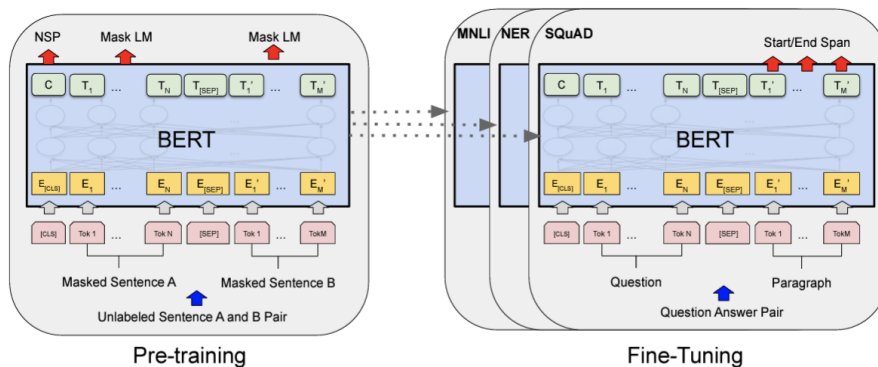 NSP Mask LM Mask LM
C T1 ... TN T[SEP] T1' ... TM'
BERT
E[CLS] E1 ... EN E[SEP] E1' ... EM'
[CLS] Tok 1 ... Tok N [SEP] Tok 1 ... TokM
Masked Sentence A Masked Sentence B
Unlabeled Sentence A and B Pair
Pre-training
MNLI NER SQuAD
Start/End Span
C T1 ... TN T[SEP] T1' ... TM'
BERT
E[CLS] E1 ... EN E[SEP] E1' ... EM'
[CLS] Tok 1 ... Tok N [SEP] Tok 1 ... TokM
Question Paragraph
Question Answer Pair
Fine-Tuning